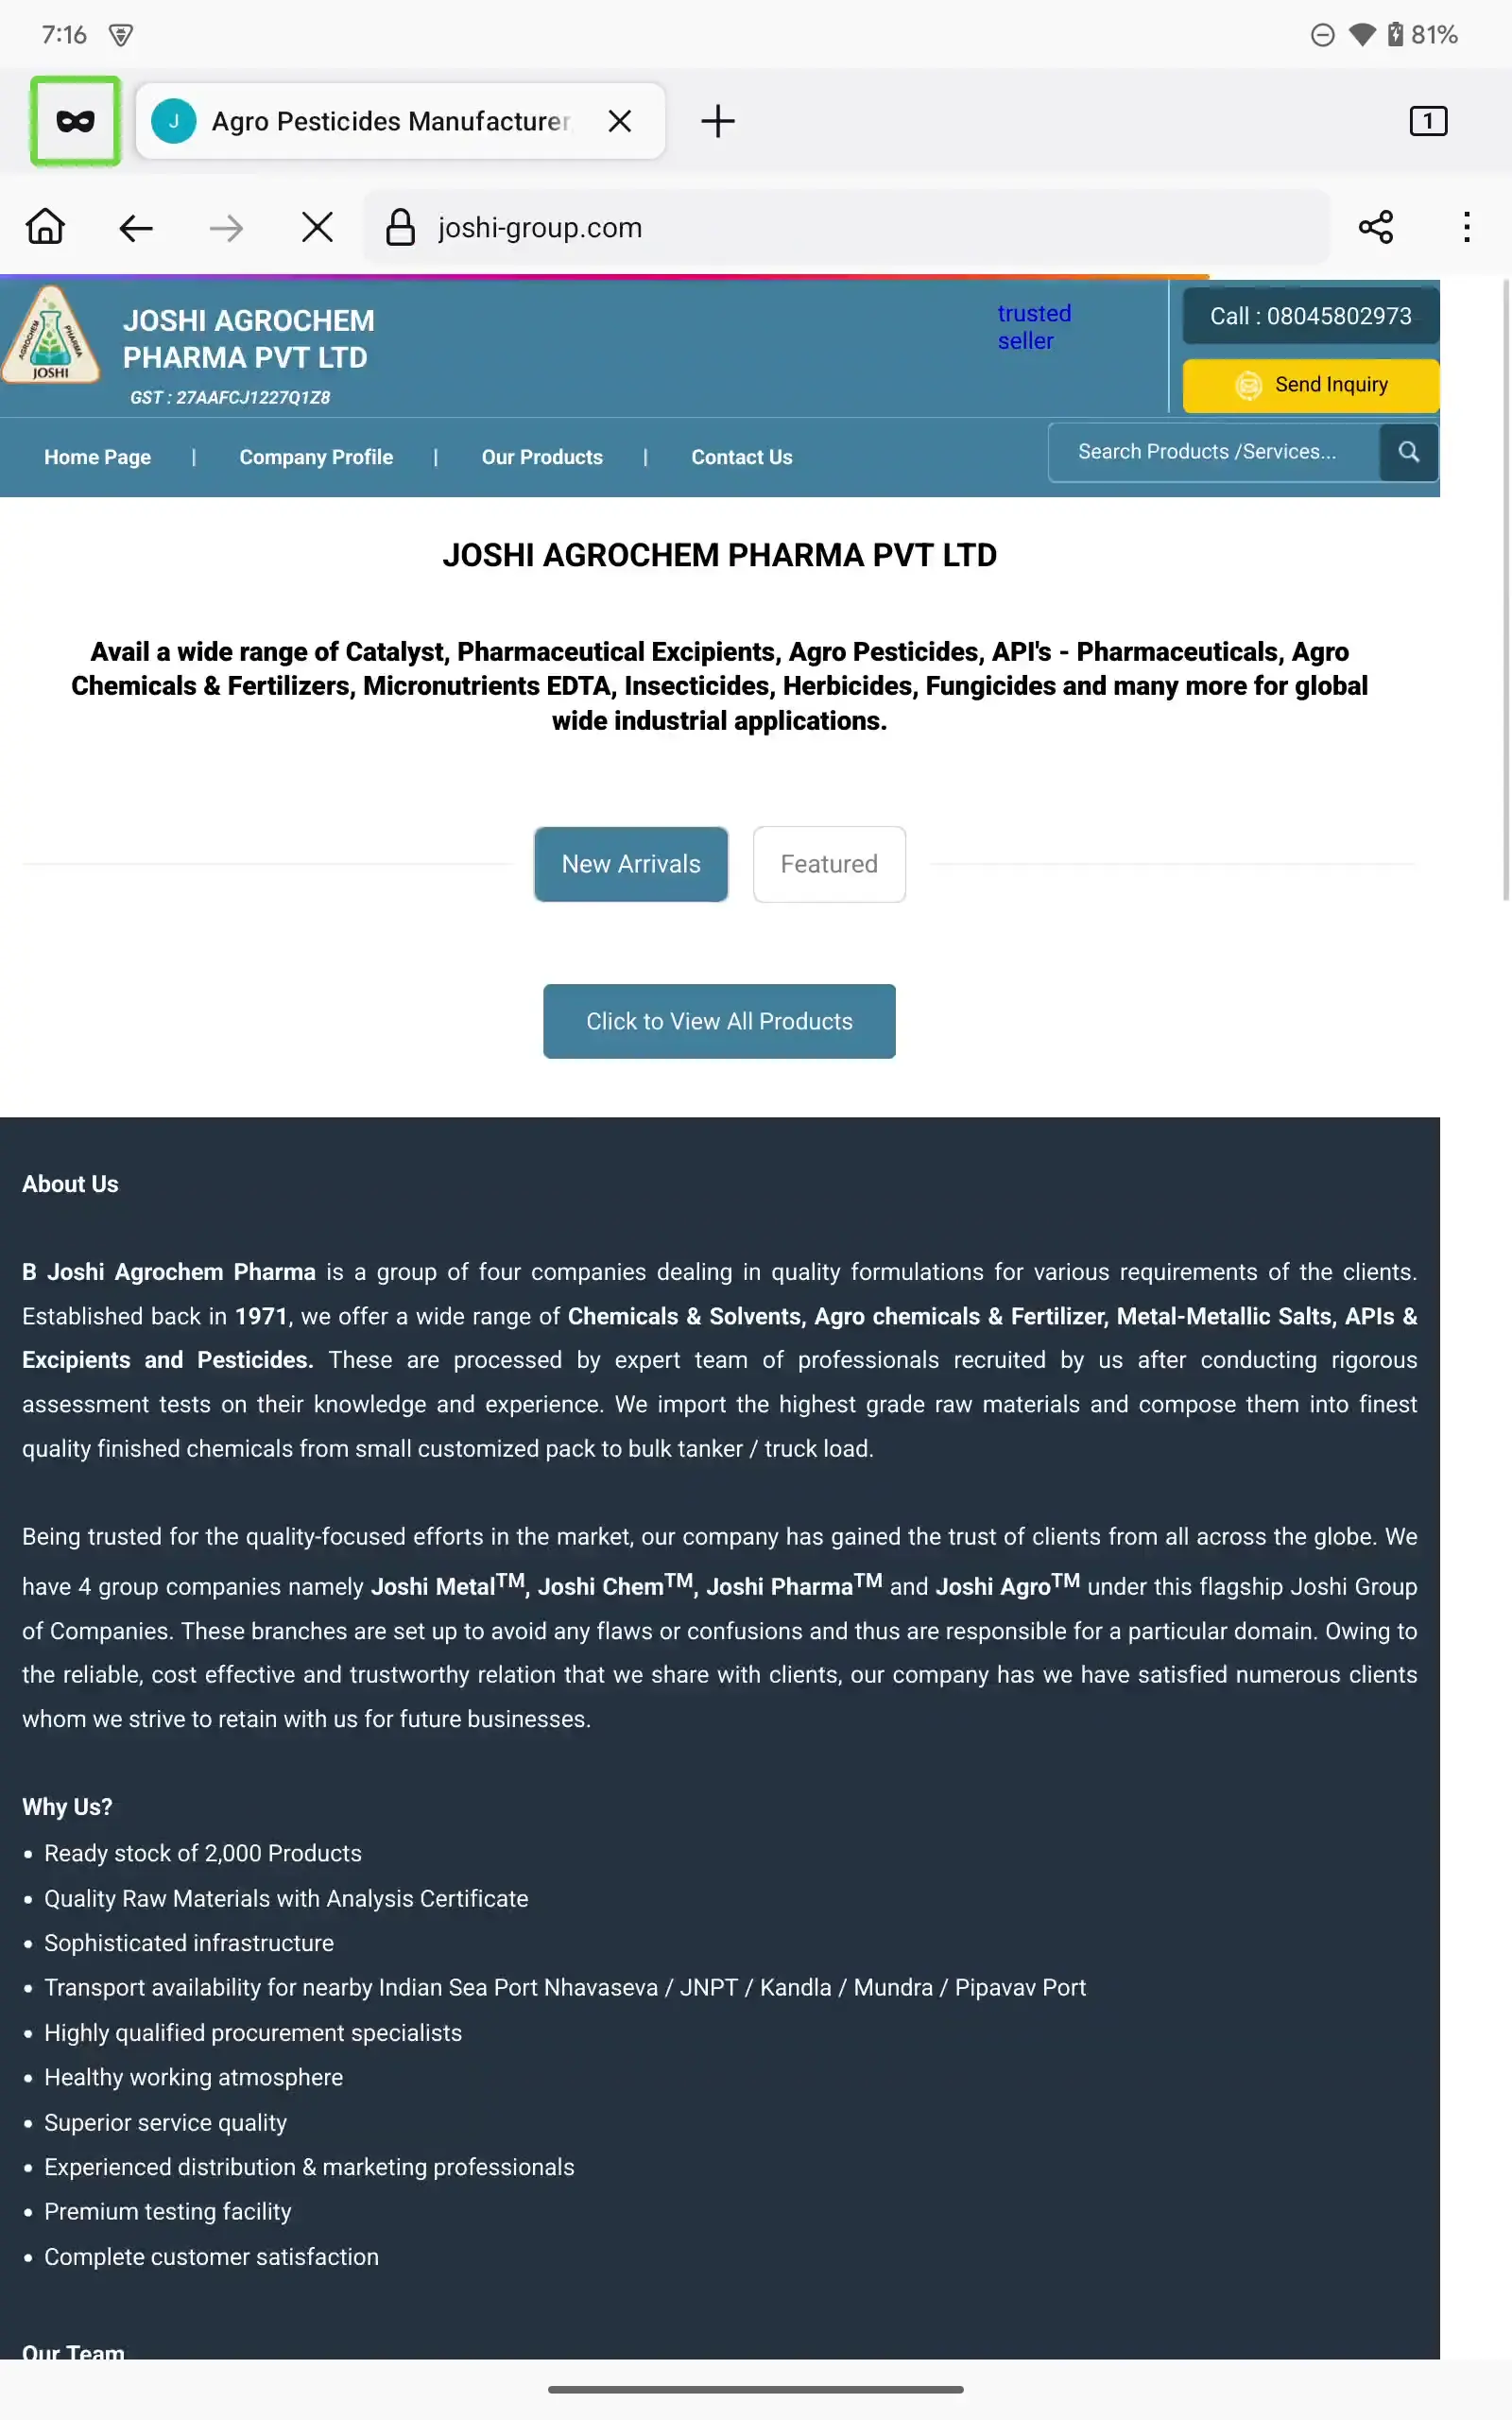 7:16
81%
J
Agro Pesticides Manufacturer
1
joshi-group.com
AGROCHEM
PHARMA
JOSHI
JOSHI AGROCHEM
PHARMA PVT LTD
GST : 27AAFCJ1227Q1Z8
trusted
seller
Call : 08045802973
Send Inquiry
Home Page | Company Profile | Our Products | Contact Us
Search Products /Services...
JOSHI AGROCHEM PHARMA PVT LTD
Avail a wide range of Catalyst, Pharmaceutical Excipients, Agro Pesticides, API's - Pharmaceuticals, Agro
Chemicals & Fertilizers, Micronutrients EDTA, Insecticides, Herbicides, Fungicides and many more for global
wide industrial applications.
New Arrivals
Featured
Click to View All Products
About Us
B Joshi Agrochem Pharma is a group of four companies dealing in quality formulations for various requirements of the clients.
Established back in 1971, we offer a wide range of Chemicals & Solvents, Agro chemicals & Fertilizer, Metal-Metallic Salts, APIs &
Excipients and Pesticides. These are processed by expert team of professionals recruited by us after conducting rigorous
assessment tests on their knowledge and experience. We import the highest grade raw materials and compose them into finest
quality finished chemicals from small customized pack to bulk tanker / truck load.
Being trusted for the quality-focused efforts in the market, our company has gained the trust of clients from all across the globe. We
have 4 group companies namely Joshi MetalTM, Joshi ChemTM, Joshi PharmaTM and Joshi AgroTM under this flagship Joshi Group
of Companies. These branches are set up to avoid any flaws or confusions and thus are responsible for a particular domain. Owing to
the reliable, cost effective and trustworthy relation that we share with clients, our company has we have satisfied numerous clients
whom we strive to retain with us for future businesses.
Why Us?
• Ready stock of 2,000 Products
• Quality Raw Materials with Analysis Certificate
• Sophisticated infrastructure
• Transport availability for nearby Indian Sea Port Nhavaseva / JNPT / Kandla / Mundra / Pipavav Port
• Highly qualified procurement specialists
• Healthy working atmosphere
• Superior service quality
• Experienced distribution & marketing professionals
• Premium testing facility
• Complete customer satisfaction
Our Team